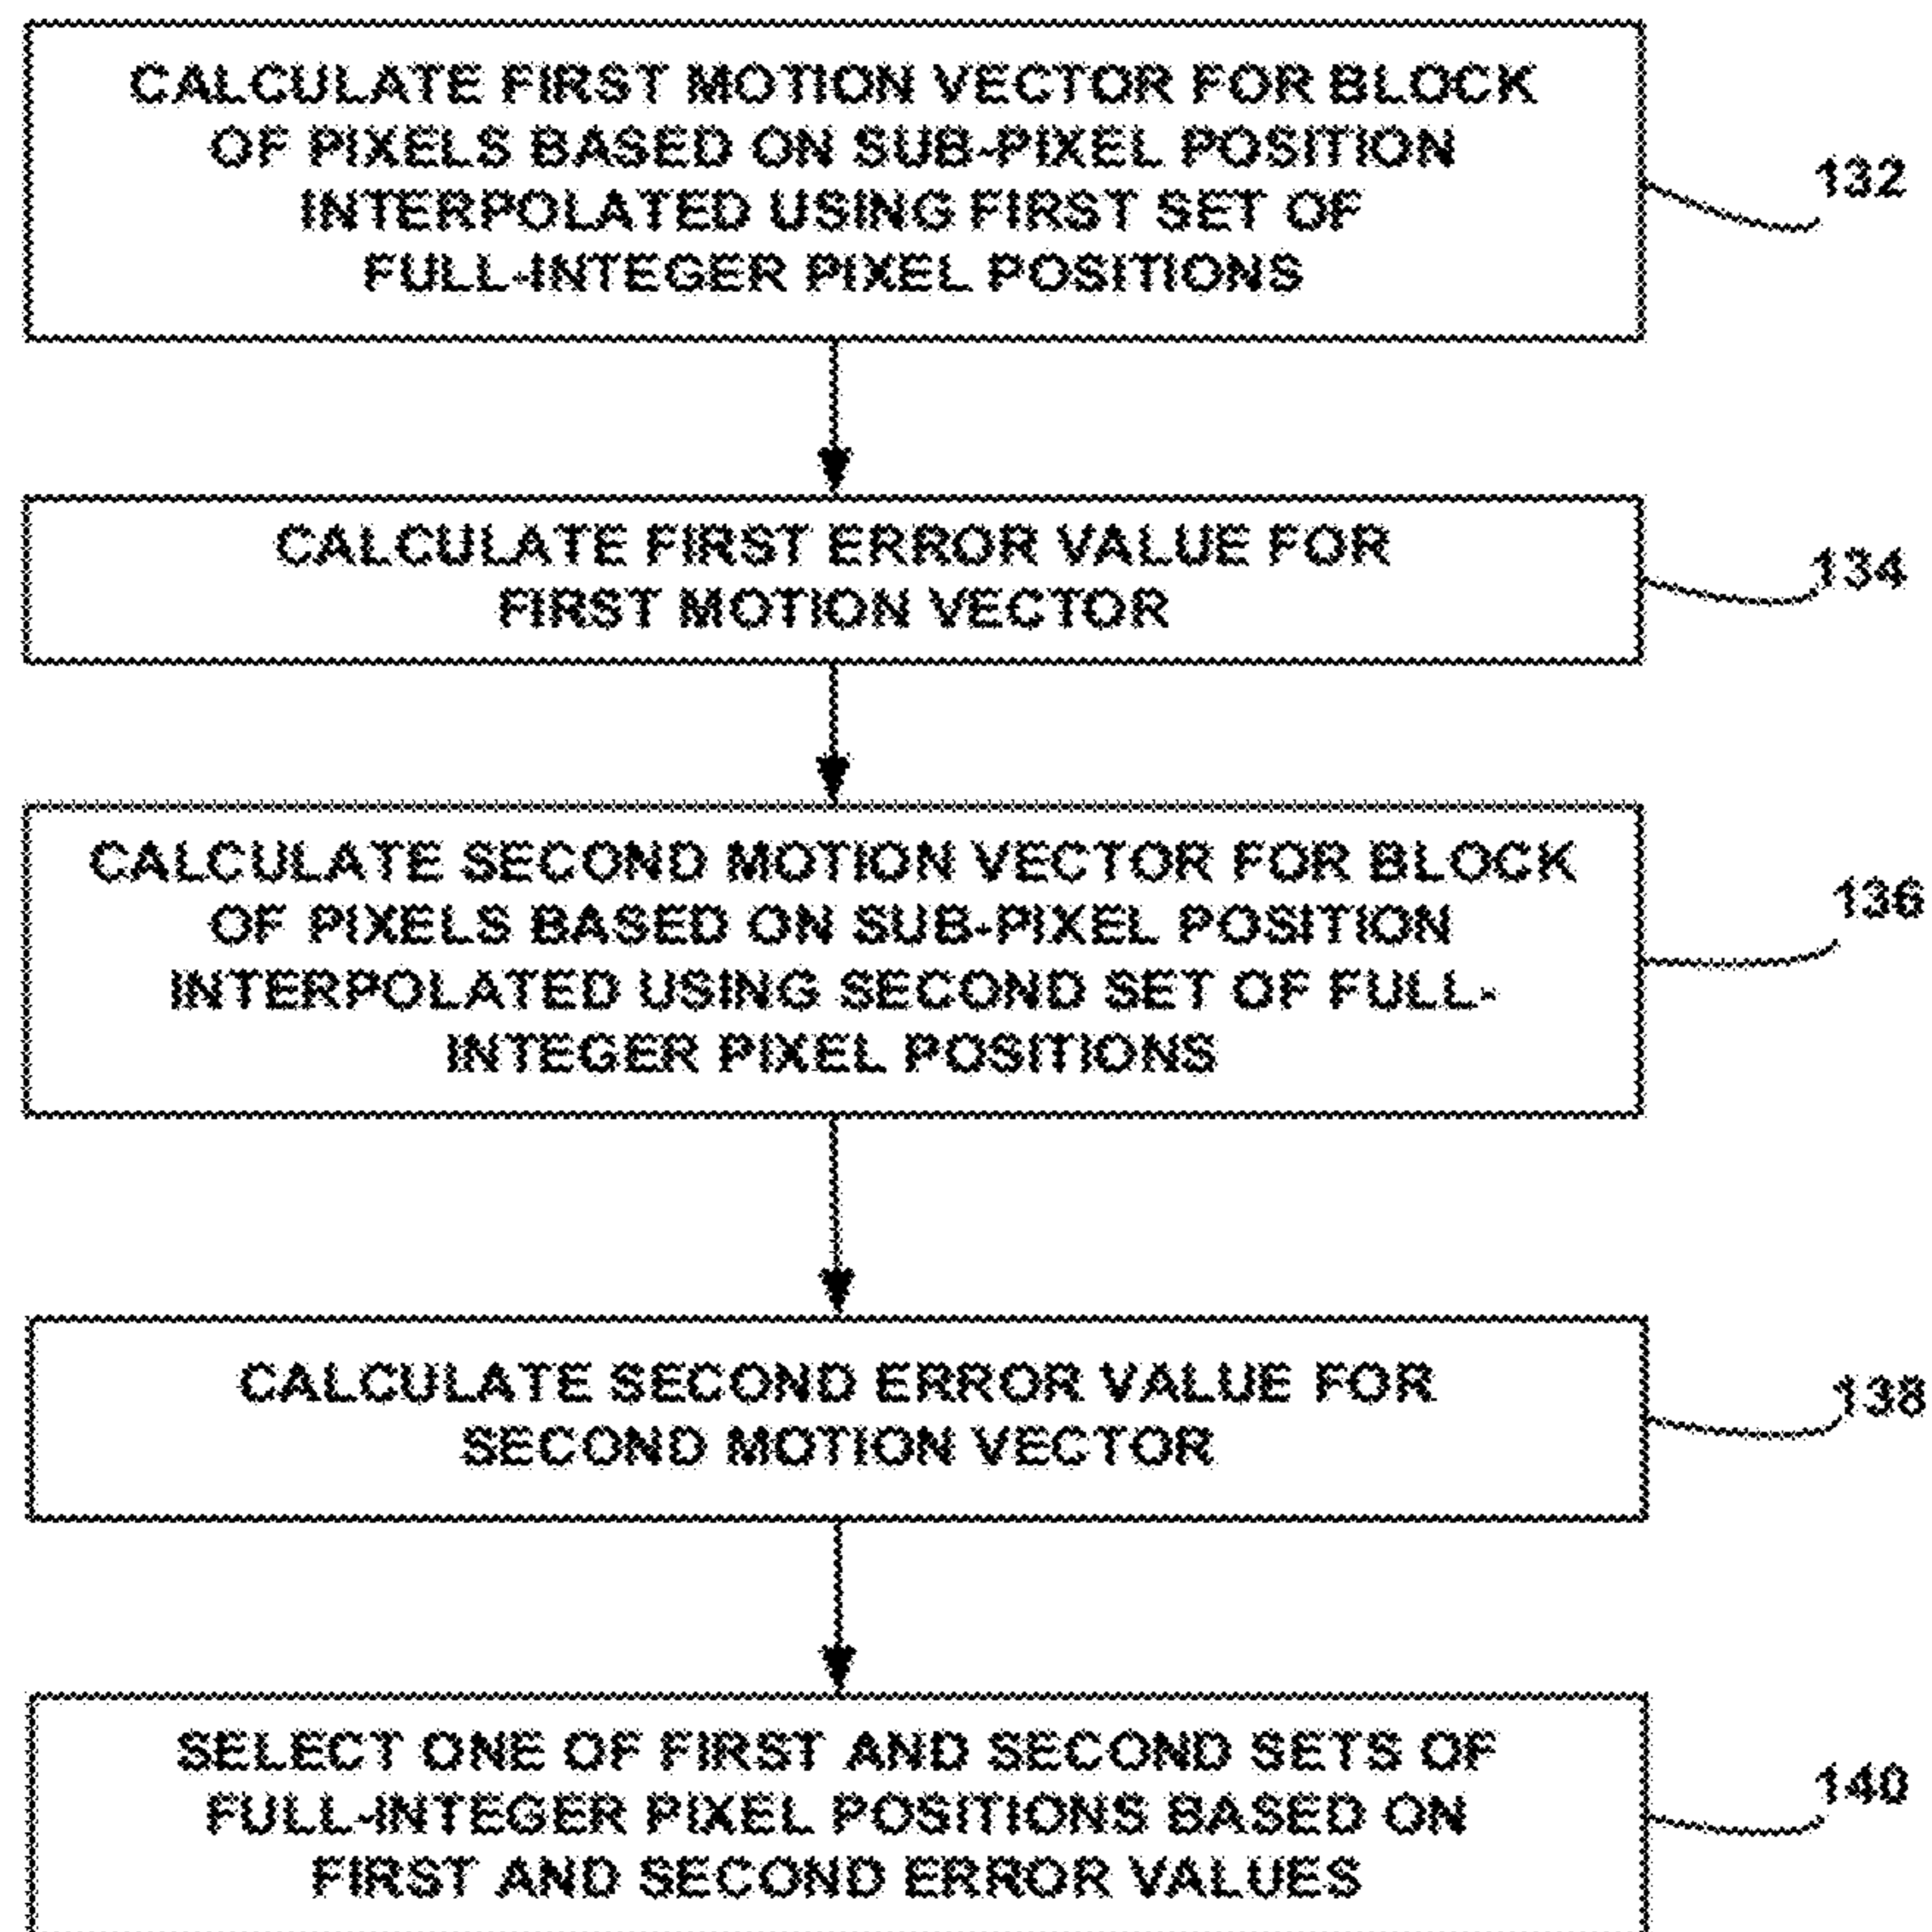 CALCULATE FIRST MOTION VECTOR FOR BLOCK
OF PIXELS BASED ON SUB-PIXEL POSITION
INTERPOLATED USING FIRST SET OF
FULL-INTEGER PIXEL POSITIONS
132
CALCULATE FIRST ERROR VALUE FOR
FIRST MOTION VECTOR
134
CALCULATE SECOND MOTION VECTOR FOR BLOCK
OF PIXELS BASED ON SUB-PIXEL POSITION
INTERPOLATED USING SECOND SET OF FULL-
INTEGER PIXEL POSITIONS
136
CALCULATE SECOND ERROR VALUE FOR
SECOND MOTION VECTOR
138
SELECT ONE OF FIRST AND SECOND SETS OF
FULL-INTEGER PIXEL POSITIONS BASED ON
FIRST AND SECOND ERROR VALUES
140